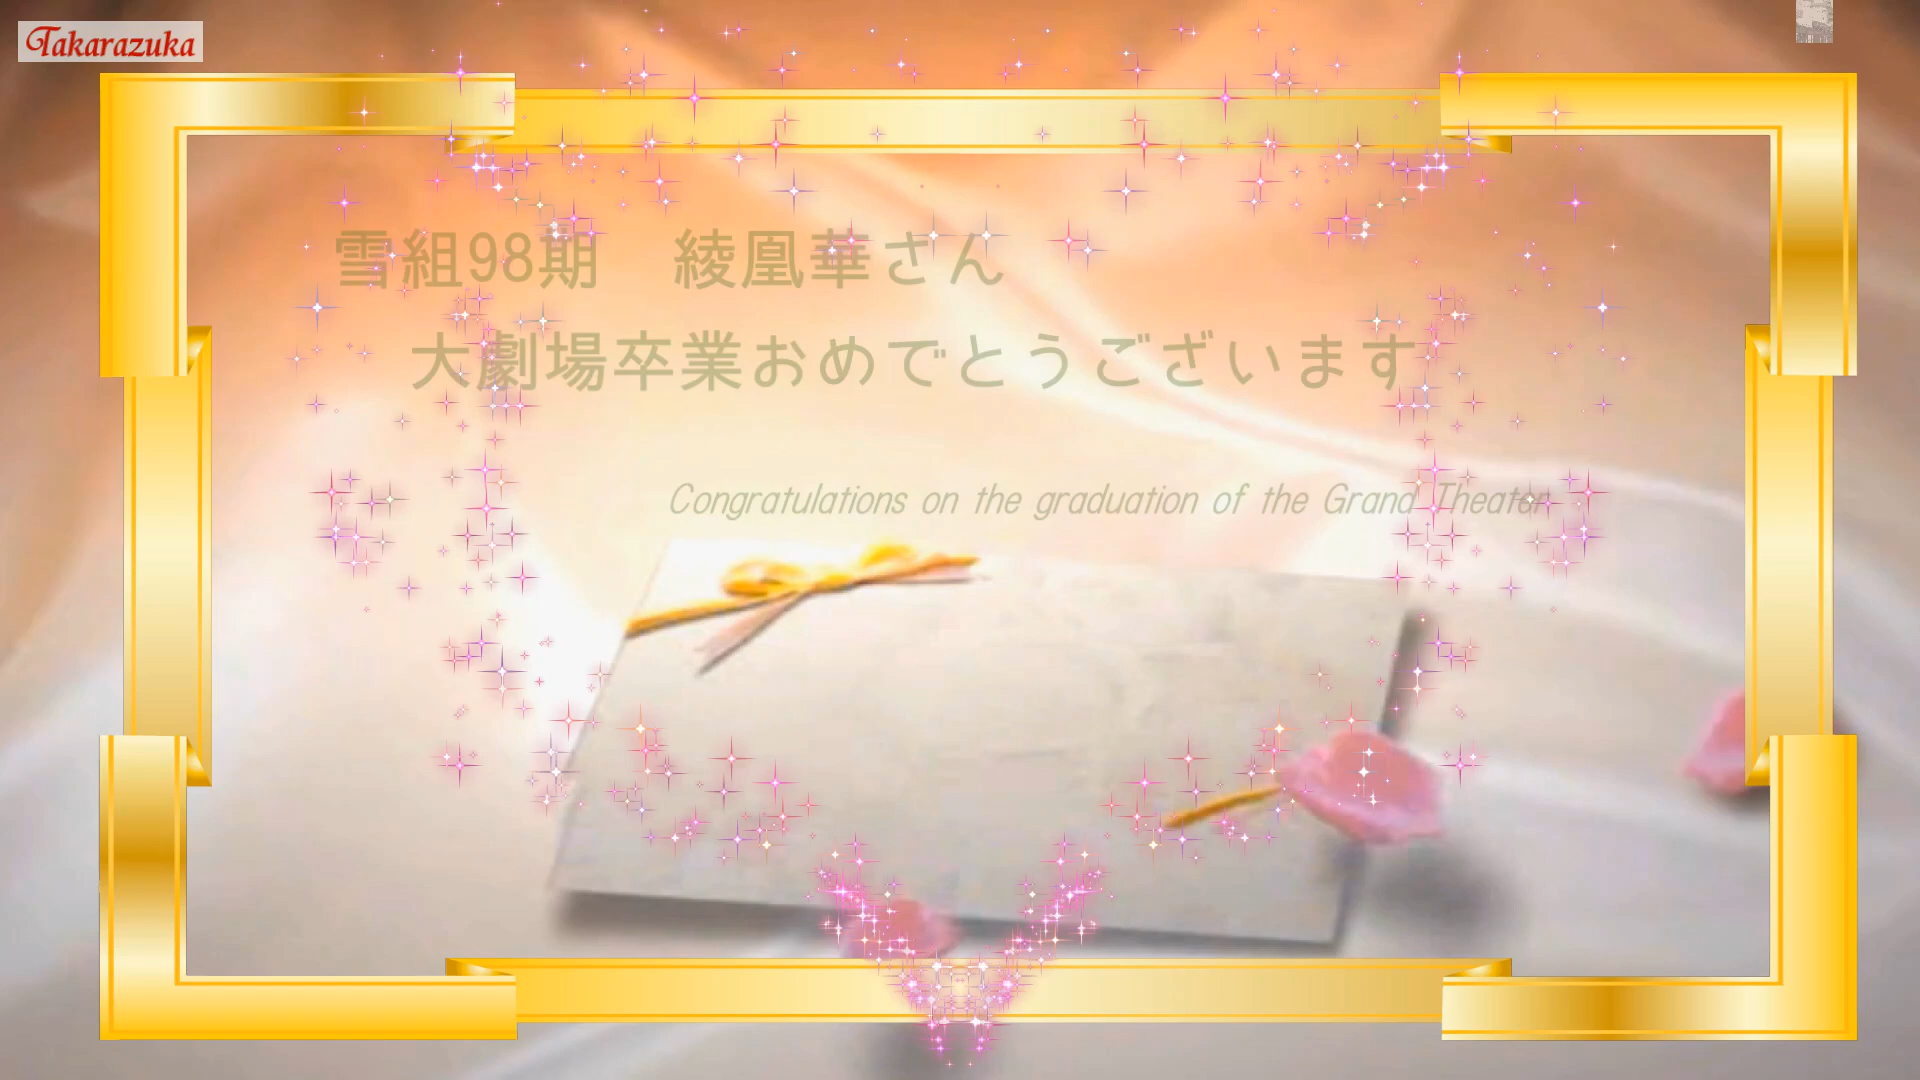 Takarazuka
雪組98期 綾凰華さん
大劇場卒業おめでとうございます
Congratulations on the graduation of the Grand Theater